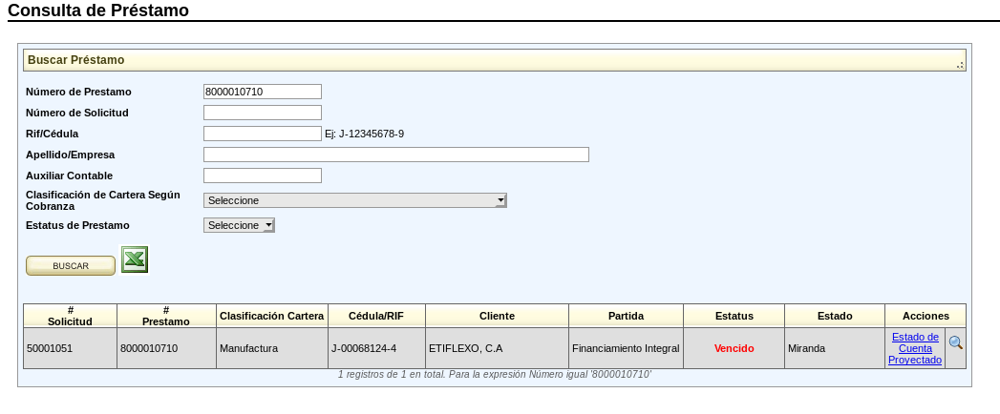 Consulta de Préstamo
Buscar Préstamo
Número de Prestamo 8000010710
Número de Solicitud
Rif/Cédula Ej: J-12345678-9
Apellido/Empresa
Auxiliar Contable
Clasificación de Cartera Según
Cobranza
Seleccione
Estatus de Prestamo Seleccione
BUSCAR
# Solicitud # Prestamo Clasificación Cartera Cédula/RIF Cliente Partida Estatus Estado Acciones
50001051 8000010710 Manufactura J-00068124-4 ETIFLEXO, C.A Financiamiento Integral Vencido Miranda Estado de
Cuenta
Proyectado
1 registros de 1 en total. Para la expresión Número igual '8000010710'